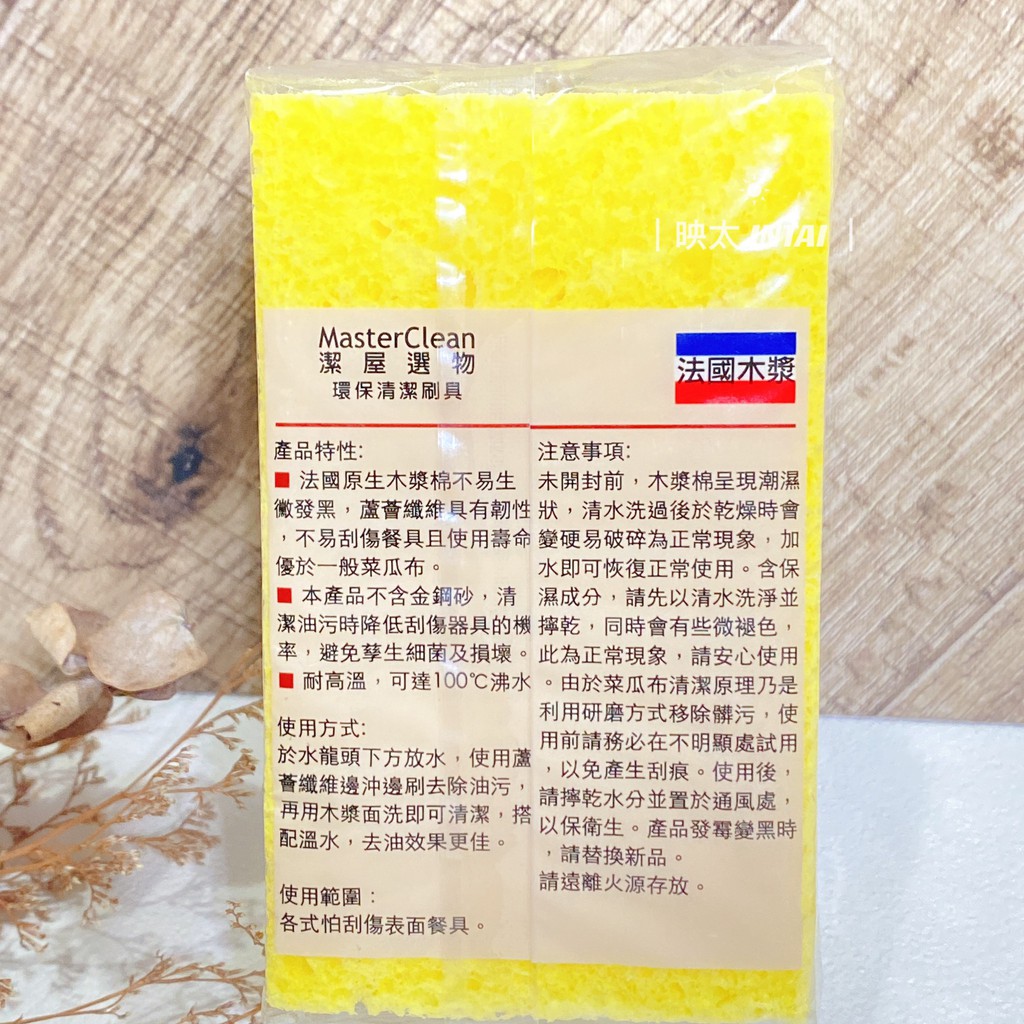 ｜映太 INTAI｜
MasterClean
潔屋選物
環保清潔刷具
法國木漿
產品特性:
■ 法國原生木漿棉不易生
黴發黑，蘆薈纖維具有韌性
，不易刮傷餐具且使用壽命
優於一般菜瓜布。
■ 本產品不含金鋼砂，清
潔油污時降低刮傷器具的機
率，避免孳生細菌及損壞。
■ 耐高溫，可達100℃沸水
使用方式:
於水龍頭下方放水，使用蘆
薈纖維邊沖邊刷去除油污，
再用木漿面洗即可清潔，搭
配溫水，去油效果更佳。
使用範圍：
各式怕刮傷表面餐具。
注意事項:
未開封前，木漿棉呈現潮濕
狀，清水洗過後於乾燥時會
變硬易破碎為正常現象，加
水即可恢復正常使用。含保
濕成分，請先以清水洗淨並
擰乾，同時會有些微褪色，
此為正常現象，請安心使用
。由於菜瓜布清潔原理乃是
利用研磨方式移除髒污，使
用前請務必在不明顯處試用
，以免產生刮痕。使用後，
請擰乾水分並置於通風處，
以保衛生。產品發霉變黑時
，請替換新品。
請遠離火源存放。